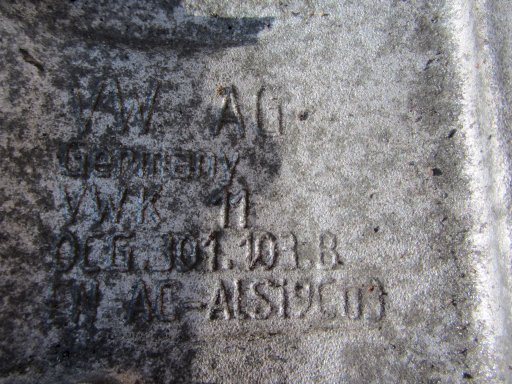 VW AG
Germany
VWK 11
0CG.301.103.B
EN-AC-AlSi9Cu3